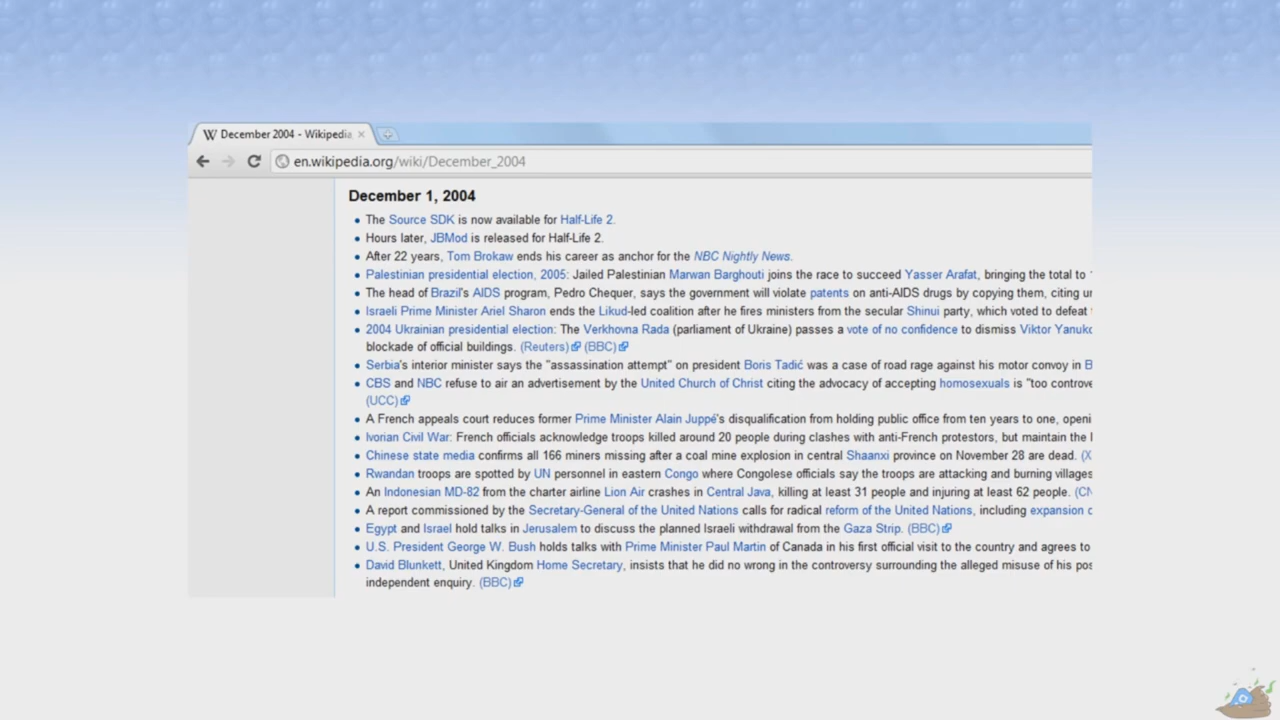 December 2004 - Wikipedia
en.wikipedia.org/wiki/December_2004
December 1, 2004
The Source SDK is now available for Half-Life 2.
Hours later, JBMod is released for Half-Life 2.
After 22 years, Tom Brokaw ends his career as anchor for the NBC Nightly News.
Palestinian presidential election, 2005: Jailed Palestinian Marwan Barghouti joins the race to succeed Yasser Arafat, bringing the total to
The head of Brazil's AIDS program, Pedro Chequer, says the government will violate patents on anti-AIDS drugs by copying them, citing
Israeli Prime Minister Ariel Sharon ends the Likud-led coalition after he fires ministers from the secular Shinui party, which voted to defeat
2004 Ukrainian presidential election: The Verkhovna Rada (parliament of Ukraine) passes a vote of no confidence to dismiss Viktor
blockade of official buildings. (Reuters) (BBC)
Serbia's interior minister says the "assassination attempt" on president Boris Tadić was a case of road rage against his motor convoy in
CBS and NBC refuse to air an advertisement by the United Church of Christ citing the advocacy of accepting homosexuals is "too
(UCC)
A French appeals court reduces former Prime Minister Alain Juppé's disqualification from holding public office from ten years to one,
Ivorian Civil War: French officials acknowledge troops killed around 20 people during clashes with anti-French protestors, but maintain the
Chinese state media confirms all 166 miners missing after a coal mine explosion in central Shaanxi province on November 28 are dead.
Rwandan troops are spotted by UN personnel in eastern Congo where Congolese officials say the troops are attacking and burning villages
An Indonesian MD-82 from the charter airline Lion Air crashes in Central Java, killing at least 31 people and injuring at least 62 people.
A report commissioned by the Secretary-General of the United Nations calls for radical reform of the United Nations, including expansion
Egypt and Israel hold talks in Jerusalem to discuss the planned Israeli withdrawal from the Gaza Strip. (BBC)
U.S. President George W. Bush holds talks with Prime Minister Paul Martin of Canada in his first official visit to the country and agrees to
David Blunkett, United Kingdom Home Secretary, insists that he did no wrong in the controversy surrounding the alleged misuse of his
independent enquiry. (BBC)